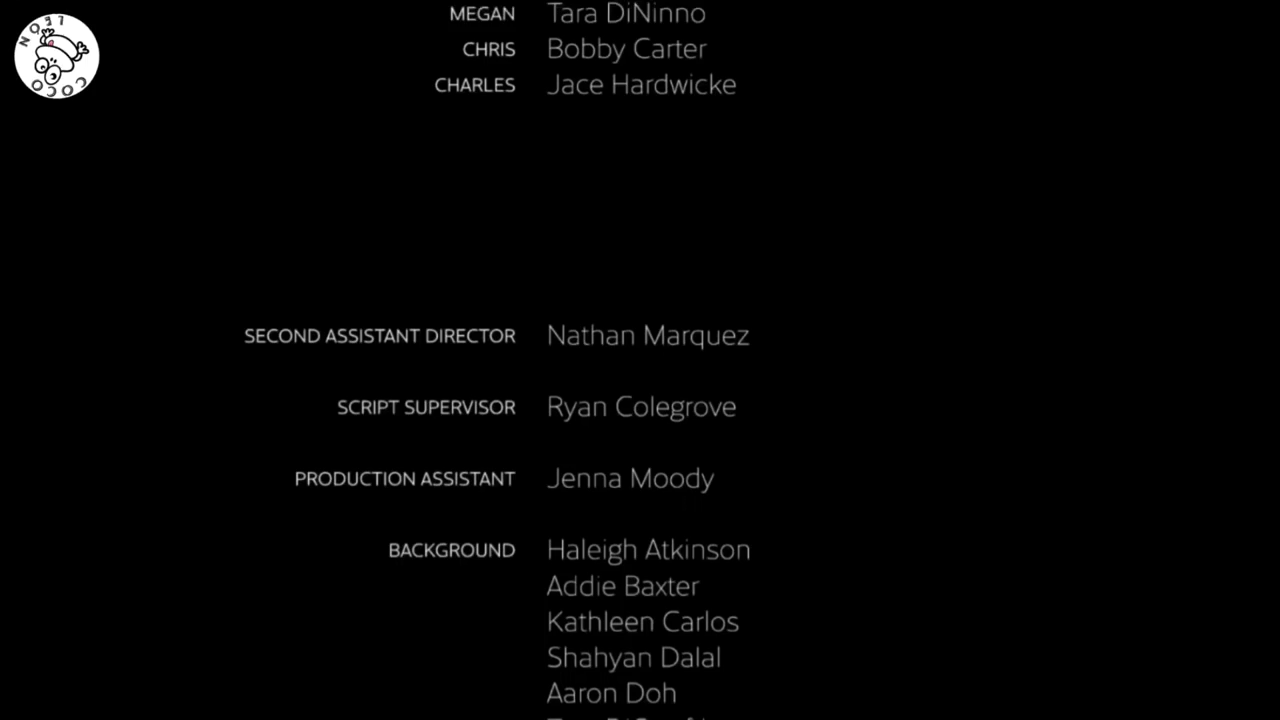 MEGAN Tara DiNinno
CHRIS Bobby Carter
CHARLES Jace Hardwicke
SECOND ASSISTANT DIRECTOR Nathan Marquez
SCRIPT SUPERVISOR Ryan Colegrove
PRODUCTION ASSISTANT Jenna Moody
BACKGROUND Haleigh Atkinson
Addie Baxter
Kathleen Carlos
Shahyan Dalal
Aaron Doh